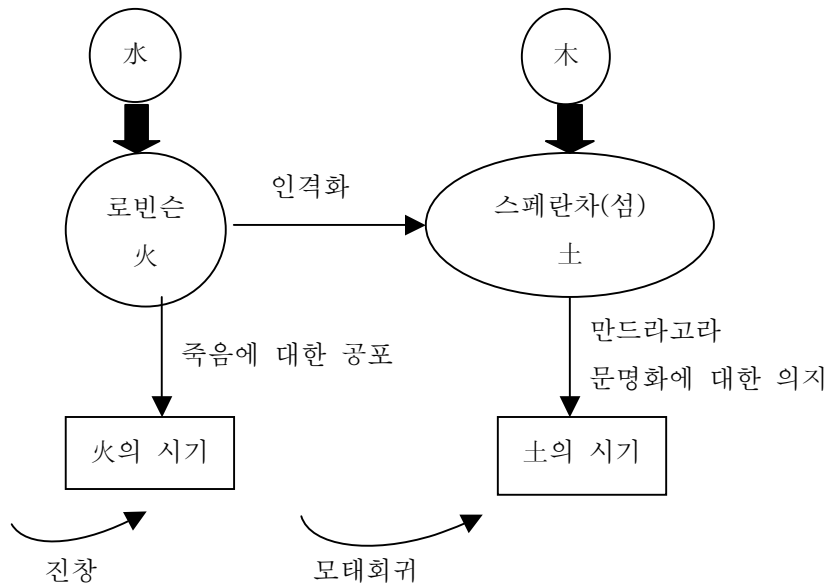 水
木
로빈슨
火
인격화
스페란차(섬)
土
죽음에 대한 공포
만드라고라
문명화에 대한 의지
火의 시기
土의 시기
진창
모태회귀